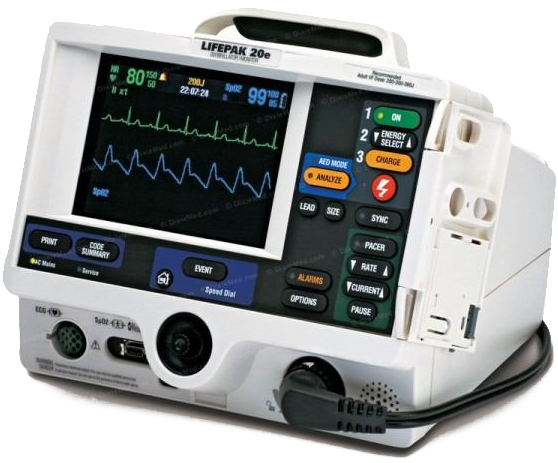 LIFEPAK 20e
DEFIBRILLATOR/MONITOR
Recommended
Adult VF Dose: 200-300-360J
HR
80
150
50
II x1
200J
22:07:24
SpO2
99
100
85
SpO2
1 ON
2 ENERGY
SELECT
3 CHARGE
AED MODE
ANALYZE
LEAD
SIZE
SYNC
PACER
RATE
CURRENT
PAUSE
PRINT
CODE
SUMMARY
AC Mains
Service
EVENT
Speed Dial
ALARMS
OPTIONS
ECG
SpO2